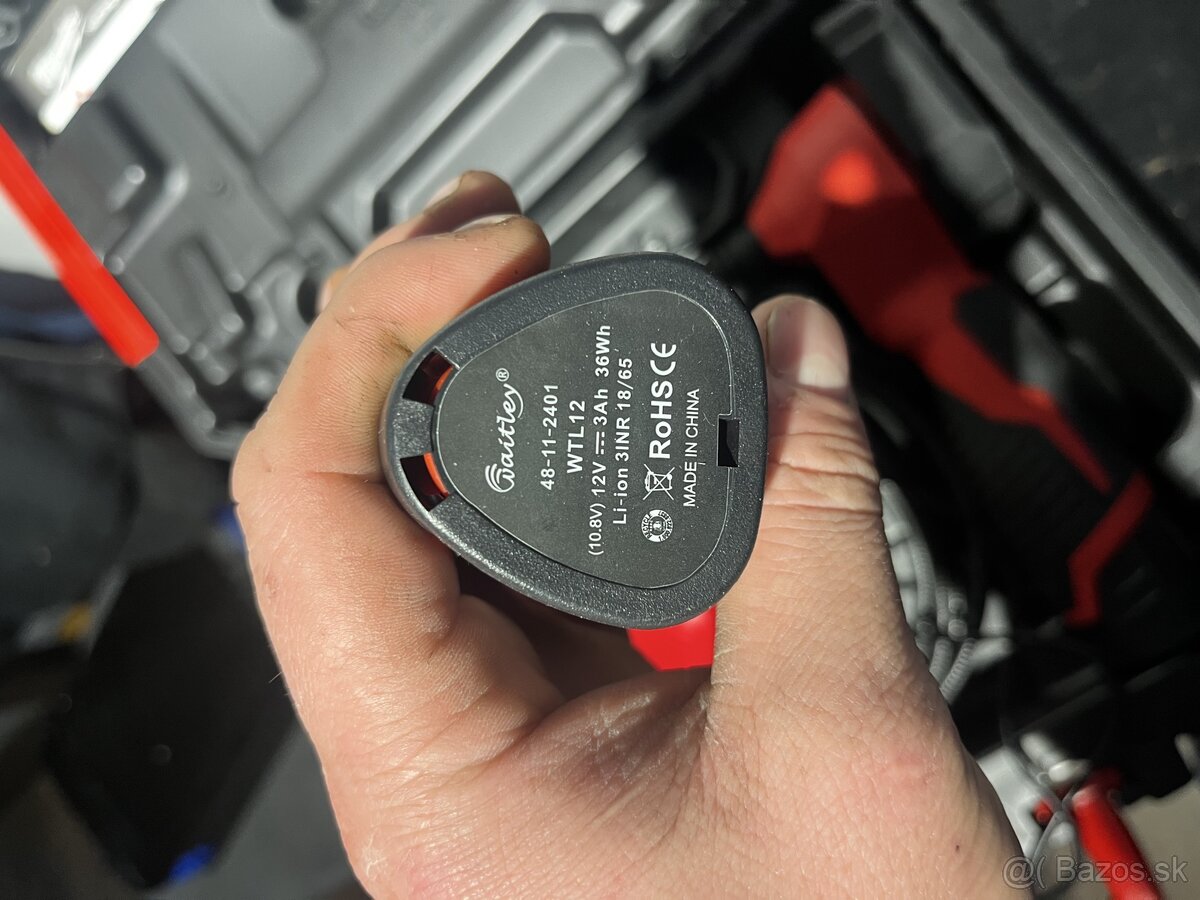 Waitley®
48-11-2401
WTL12
(10.8V) 12V ⎓ 3Ah 36Wh
Li-ion 3INR 18/65
RoHS CE
MADE IN CHINA
@( Bazos.sk